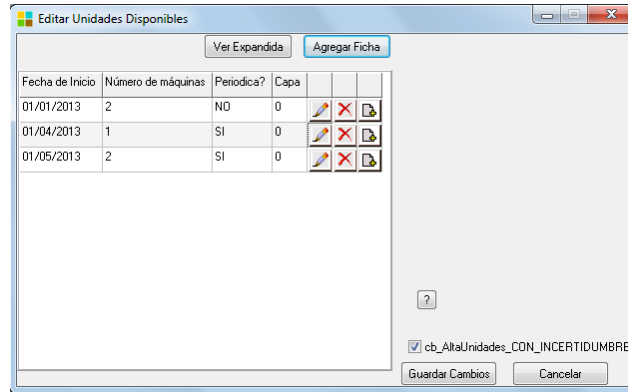 Editar Unidades Disponibles
Ver Expandida Agregar Ficha
Fecha de Inicio Número de máquinas Periodica? Capa
01/01/2013 2 NO 0
01/04/2013 1 SI 0
01/05/2013 2 SI 0
?
cb_AltaUnidades_CON_INCERTIDUMBRE
Guardar Cambios Cancelar